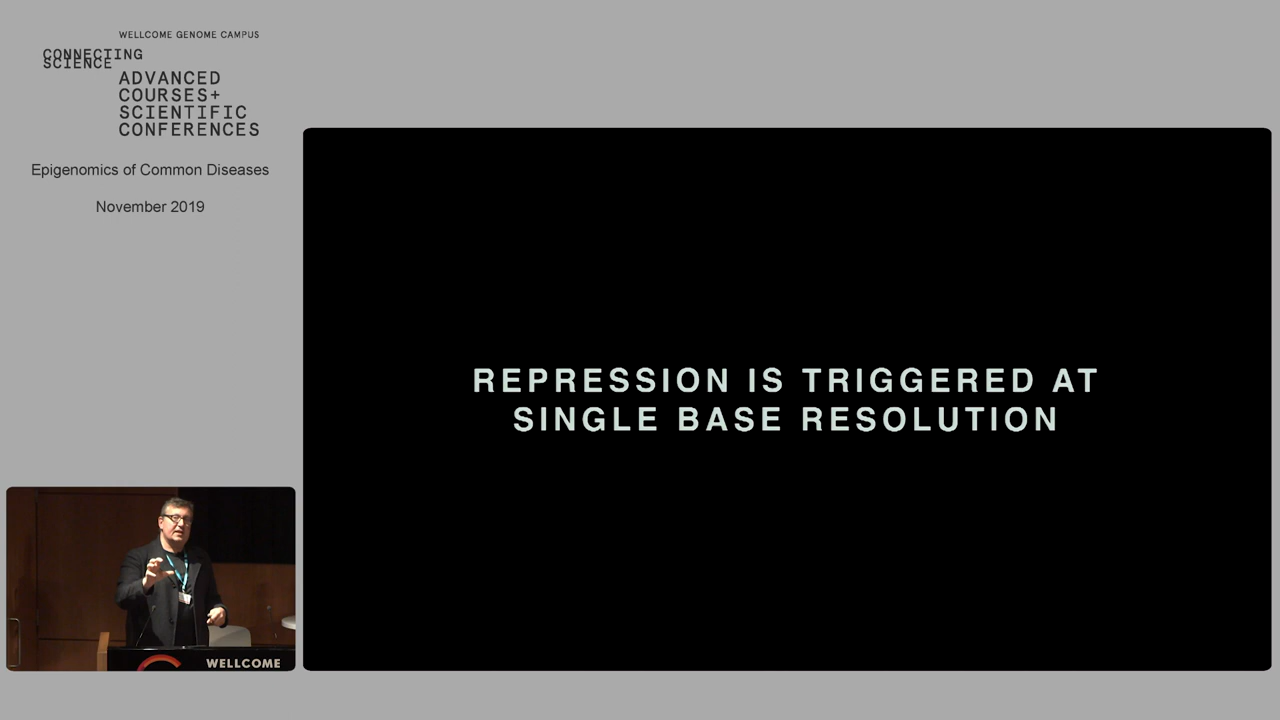 WELLCOME GENOME CAMPUS
CONNECTING
SCIENCE
ADVANCED
COURSES+
SCIENTIFIC
CONFERENCES
Epigenomics of Common Diseases
November 2019
REPRESSION IS TRIGGERED AT
SINGLE BASE RESOLUTION
WELLCOME